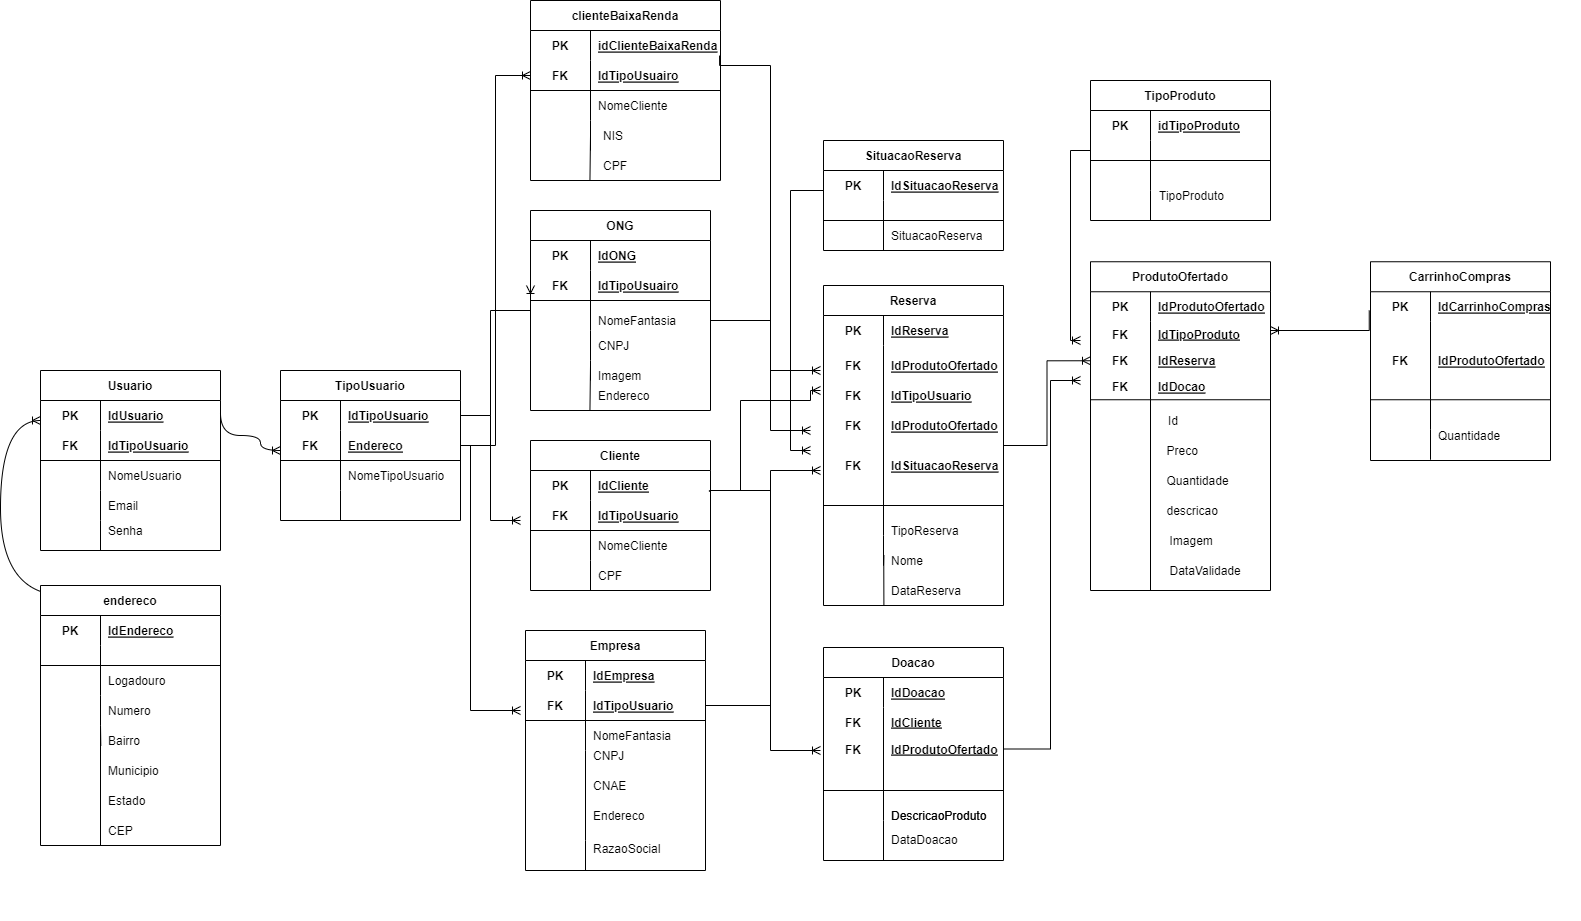 clienteBaixaRenda
PK idClienteBaixaRenda
FK IdTipoUsuairo
NomeCliente
NIS
CPF
ONG
PK IdONG
FK IdTipoUsuairo
NomeFantasia
CNPJ
Imagem
Endereco
Usuario
PK IdUsuario
FK IdTipoUsuario
NomeUsuario
Email
Senha
TipoUsuario
PK IdTipoUsuario
FK Endereco
NomeTipoUsuario
Cliente
PK IdCliente
FK IdTipoUsuario
NomeCliente
CPF
endereco
PK IdEndereco
Logadouro
Numero
Bairro
Municipio
Estado
CEP
Empresa
PK IdEmpresa
FK IdTipoUsuario
NomeFantasia
CNPJ
CNAE
Endereco
RazaoSocial
SituacaoReserva
PK IdSituacaoReserva
SituacaoReserva
Reserva
PK IdReserva
FK IdProdutoOfertado
FK IdTipoUsuario
FK IdProdutoOfertado
FK IdSituacaoReserva
TipoReserva
Nome
DataReserva
Doacao
PK IdDoacao
FK IdCliente
FK IdProdutoOfertado
DescricaoProduto
DataDoacao
TipoProduto
PK idTipoProduto
TipoProduto
ProdutoOfertado
PK IdProdutoOfertado
FK IdTipoProduto
FK IdReserva
FK IdDocao
Id
Preco
Quantidade
descricao
Imagem
DataValidade
CarrinhoCompras
PK IdCarrinhoCompras
FK IdProdutoOfertado
Quantidade